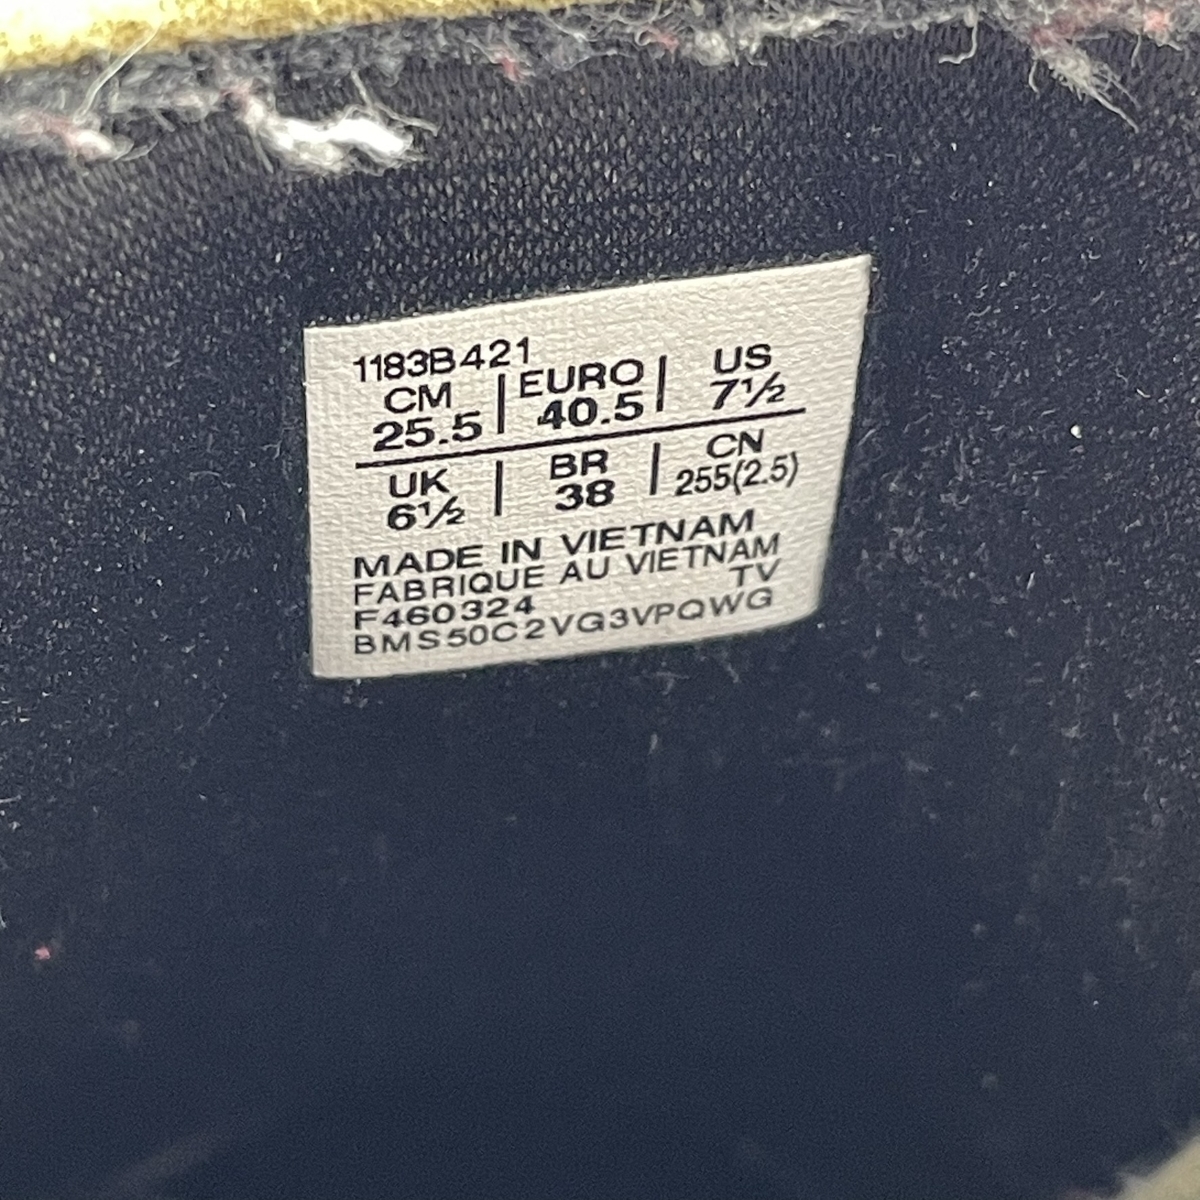 1183B421
CM | EURO | US
25.5 | 40.5 | 7½
UK | BR | CN
6½ | 38 | 255(2.5)
MADE IN VIETNAM
FABRIQUE AU VIETNAM
F460324 TV
BMS50C2VG3VPQWG